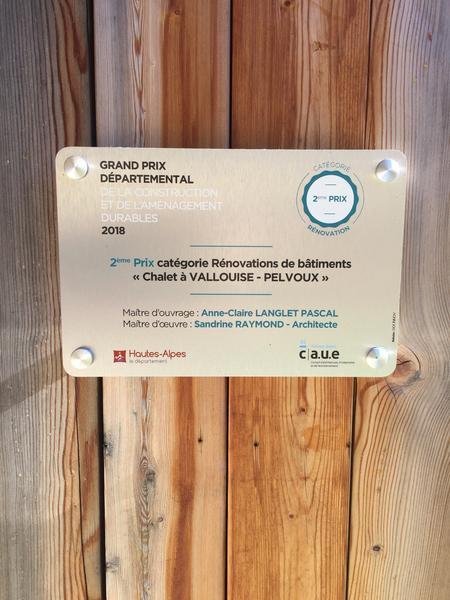 GRAND PRIX
DÉPARTEMENTAL
DE LA CONSTRUCTION
ET DE L'AMÉNAGEMENT
DURABLES
2018
CATÉGORIE
2ème PRIX
RÉNOVATION
2ème Prix catégorie Rénovations de bâtiments
« Chalet à VALLOUISE - PELVOUX »
Maître d'ouvrage : Anne-Claire LANGLET PASCAL
Maître d'œuvre : Sandrine RAYMOND - Architecte
Hautes-Alpes
le département
c|a.u.e